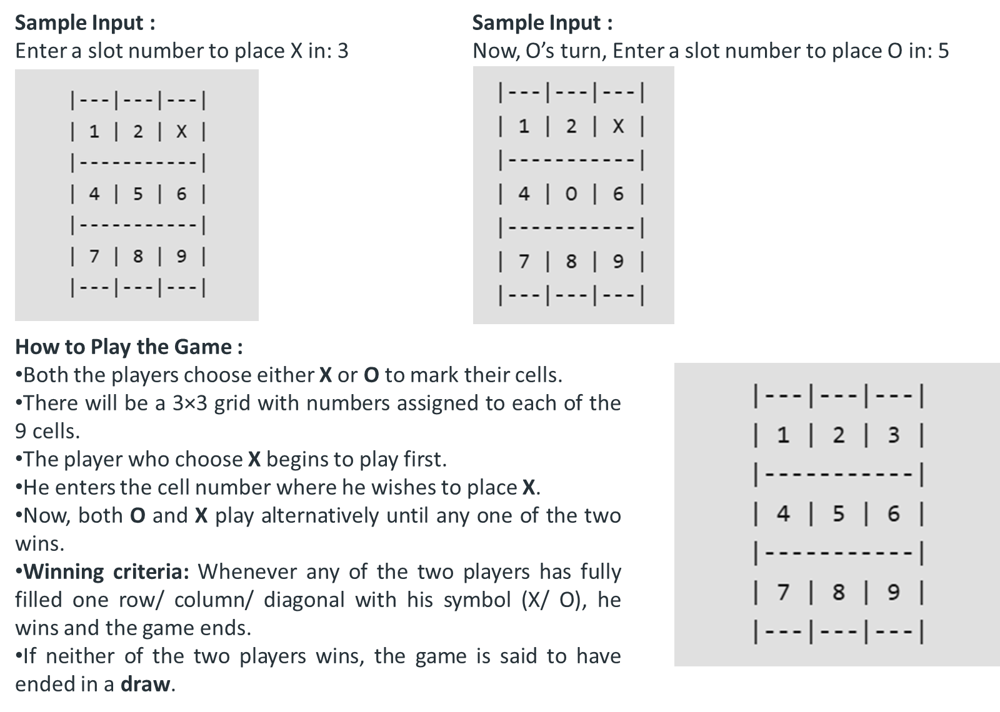 Sample Input :
Enter a slot number to place X in: 3
|---|---|---|
| 1 | 2 | X |
|-----------|
| 4 | 5 | 6 |
|-----------|
| 7 | 8 | 9 |
|---|---|---|
Sample Input :
Now, O’s turn, Enter a slot number to place O in: 5
|---|---|---|
| 1 | 2 | X |
|-----------|
| 4 | O | 6 |
|-----------|
| 7 | 8 | 9 |
|---|---|---|
How to Play the Game :
•Both the players choose either X or O to mark their cells.
•There will be a 3×3 grid with numbers assigned to each of the
9 cells.
•The player who choose X begins to play first.
•He enters the cell number where he wishes to place X.
•Now, both O and X play alternatively until any one of the two
wins.
•Winning criteria: Whenever any of the two players has fully
filled one row/ column/ diagonal with his symbol (X/ O), he
wins and the game ends.
•If neither of the two players wins, the game is said to have
ended in a draw.
|---|---|---|
| 1 | 2 | 3 |
|-----------|
| 4 | 5 | 6 |
|-----------|
| 7 | 8 | 9 |
|---|---|---|